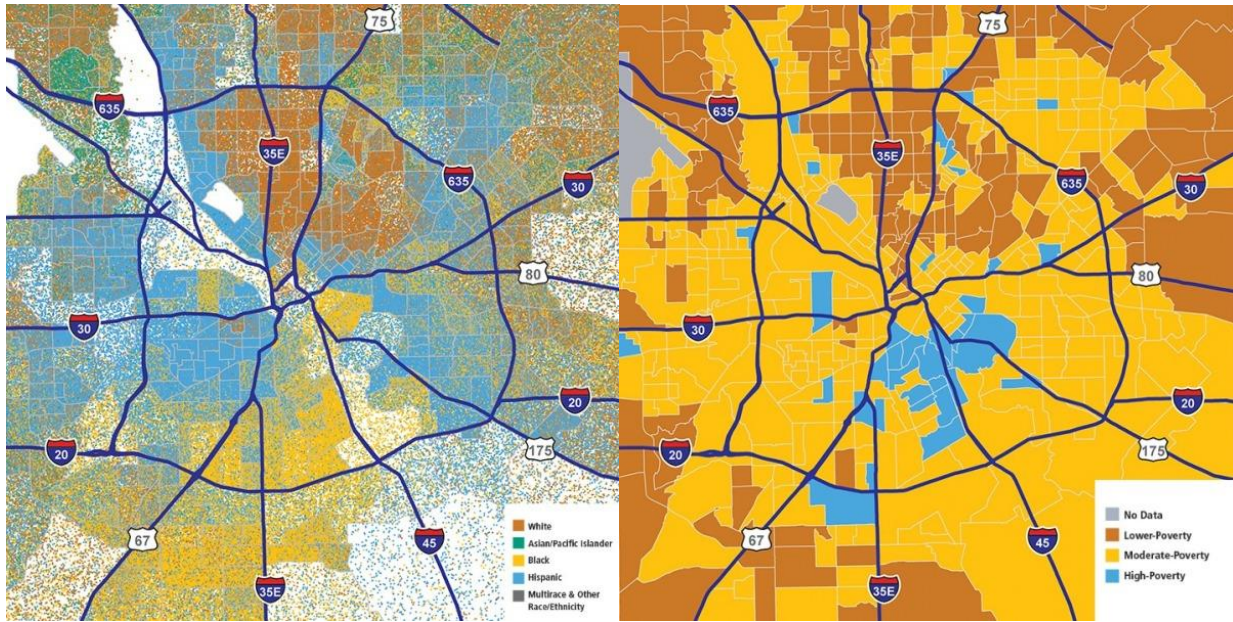 75
635
35E
635
30
80
30
20
20
175
67
45
35E
White
Asian/Pacific Islander
Black
Hispanic
Multirace & Other
Race/Ethnicity
75
635
35E
635
30
80
30
20
20
175
67
45
35E
No Data
Lower-Poverty
Moderate-Poverty
High-Poverty